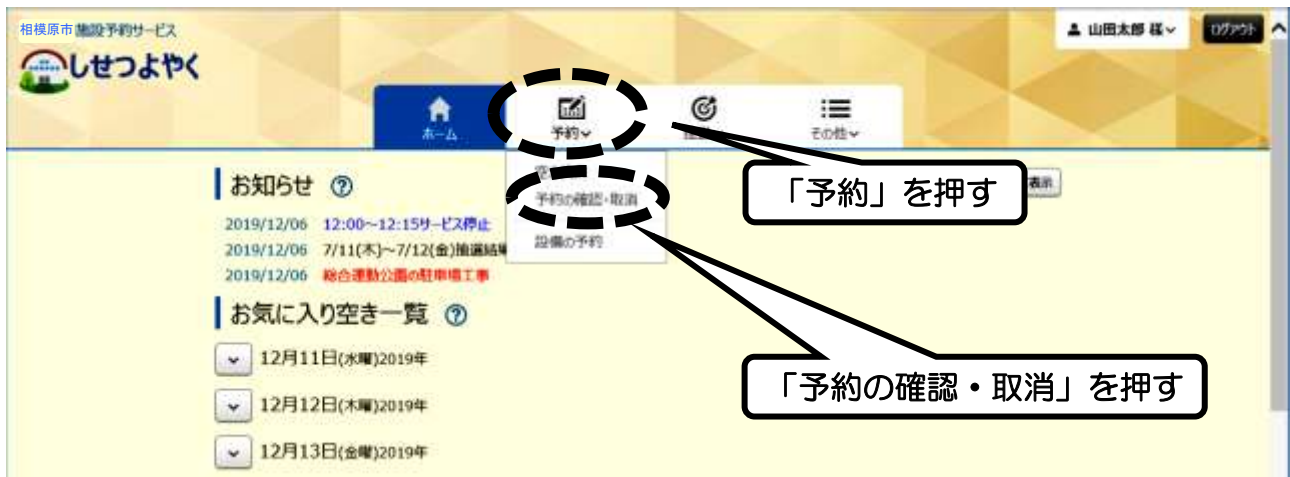 相模原市 施設予約サービス
しせつよやく
山田太郎 様
ログアウト
ホーム
予約
その他
「予約」を押す
予約の確認・取消
設備の予約
お知らせ
表示
2019/12/06 12:00~12:15サービス停止
2019/12/06 7/11(木)~7/12(金)抽選結果
2019/12/06 総合運動公園の駐車場工事
お気に入り空き一覧
「予約の確認・取消」を押す
12月11日(水曜)2019年
12月12日(木曜)2019年
12月13日(金曜)2019年